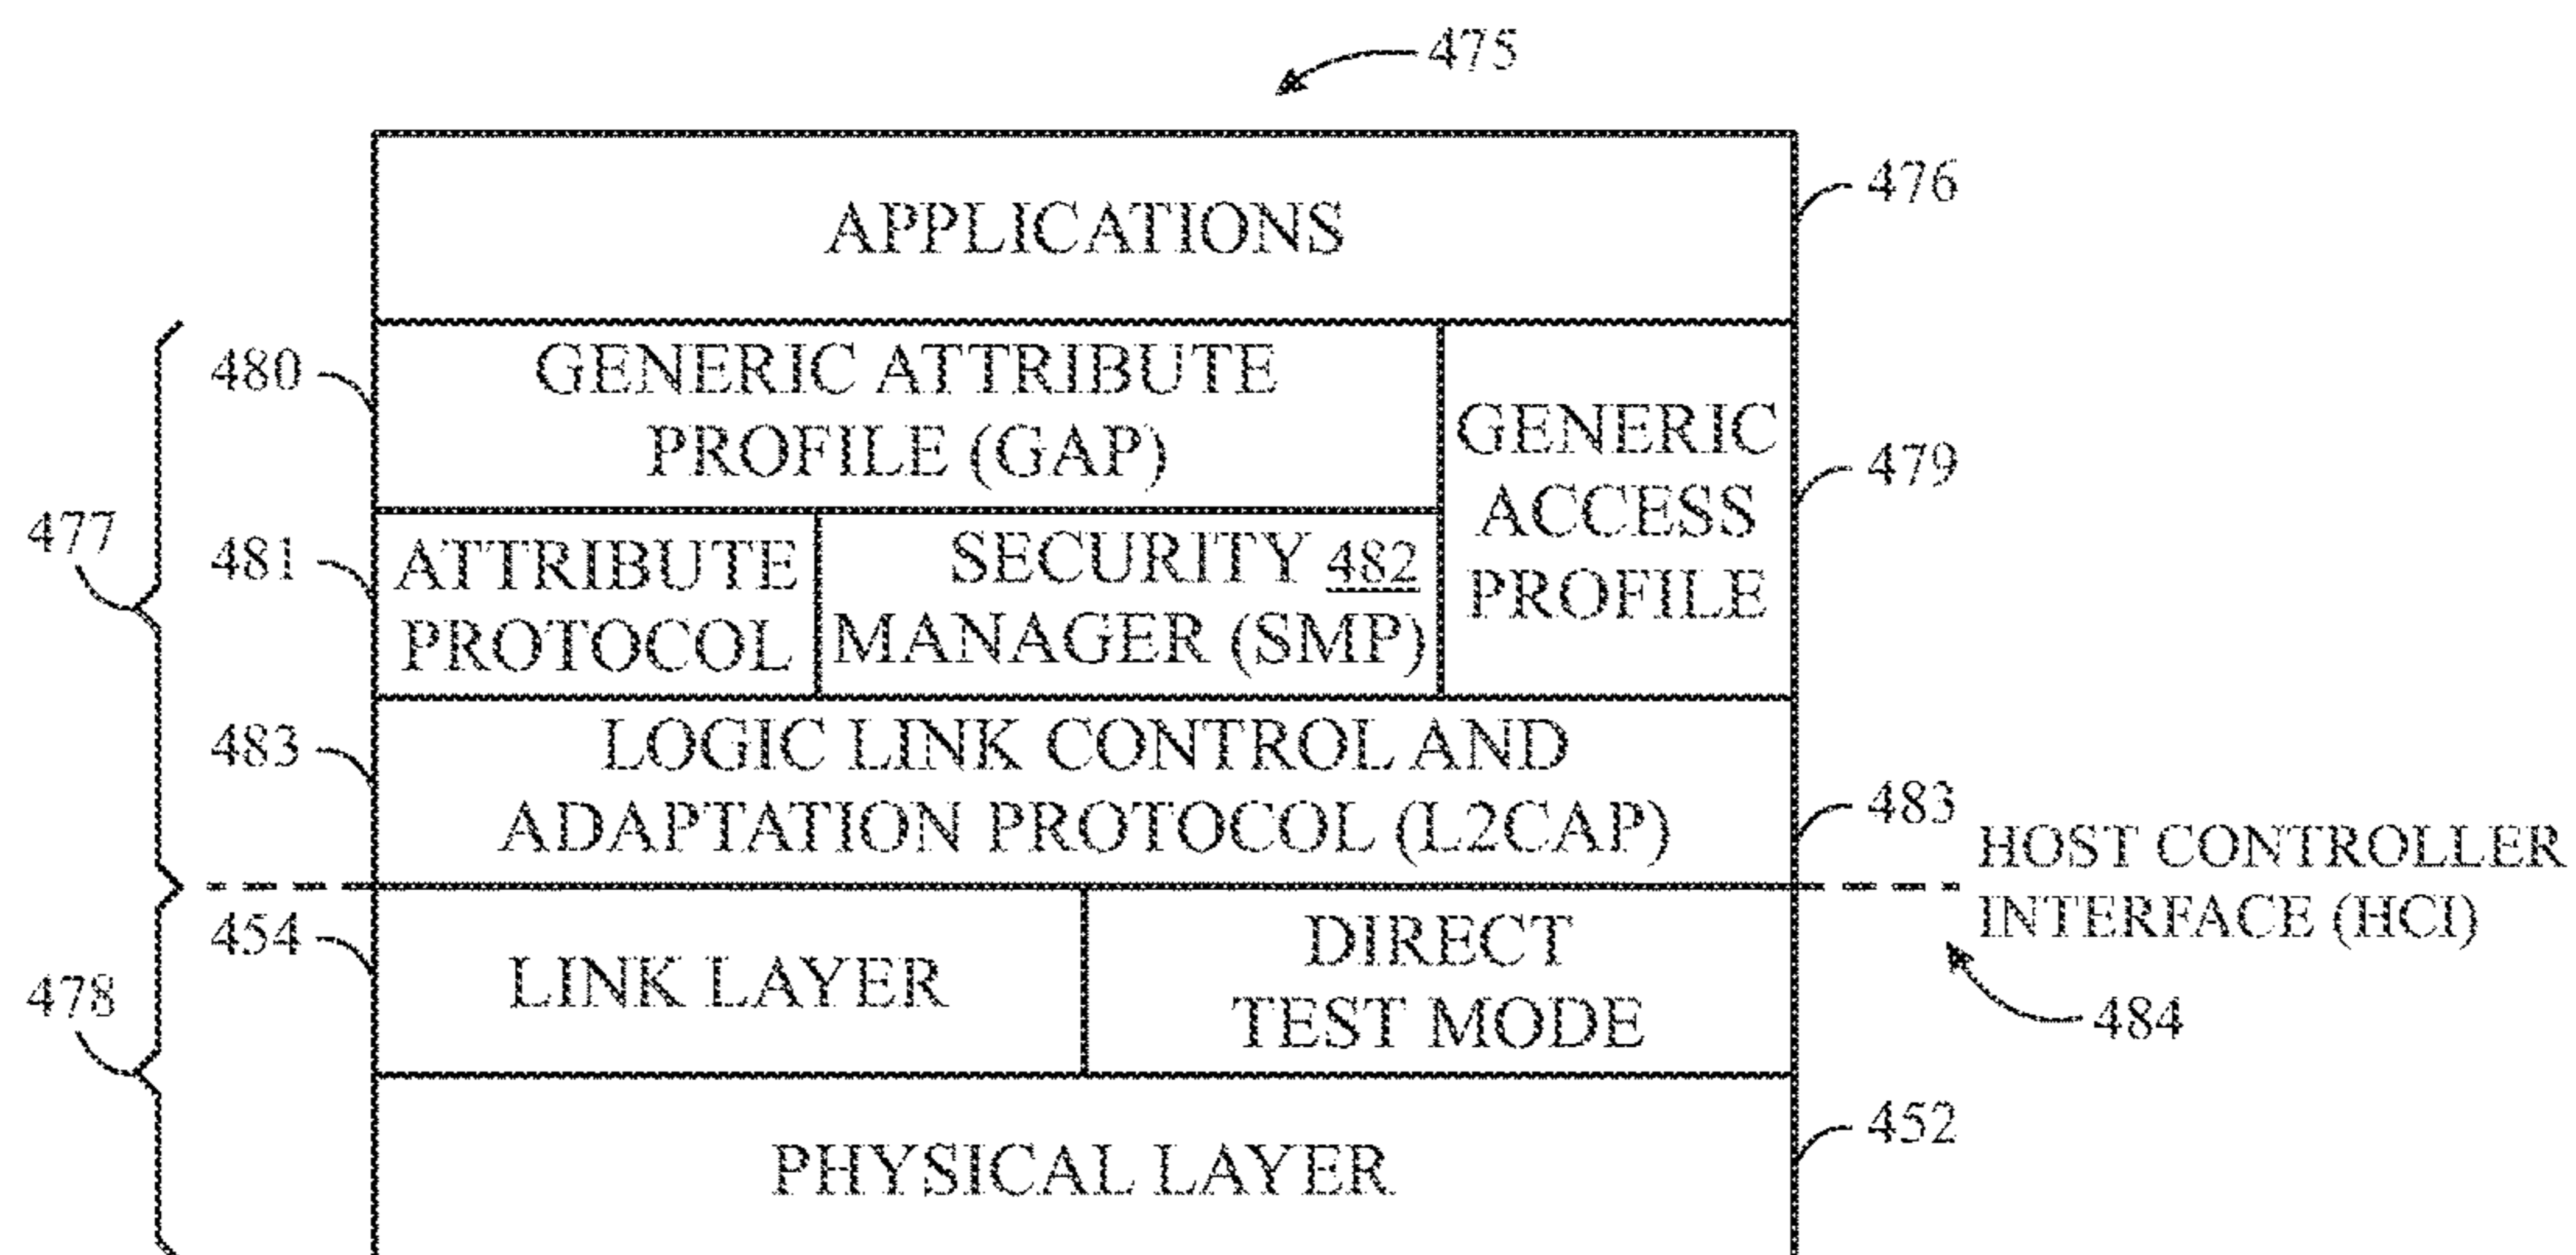 475
APPLICATIONS
476
480
GENERIC ATTRIBUTE
PROFILE (GAP)
GENERIC
ACCESS
PROFILE
479
477
481
ATTRIBUTE
PROTOCOL
SECURITY 482
MANAGER (SMP)
483
LOGIC LINK CONTROL AND
ADAPTATION PROTOCOL (L2CAP)
483
HOST CONTROLLER
INTERFACE (HCI)
484
478
454
LINK LAYER
DIRECT
TEST MODE
PHYSICAL LAYER
452